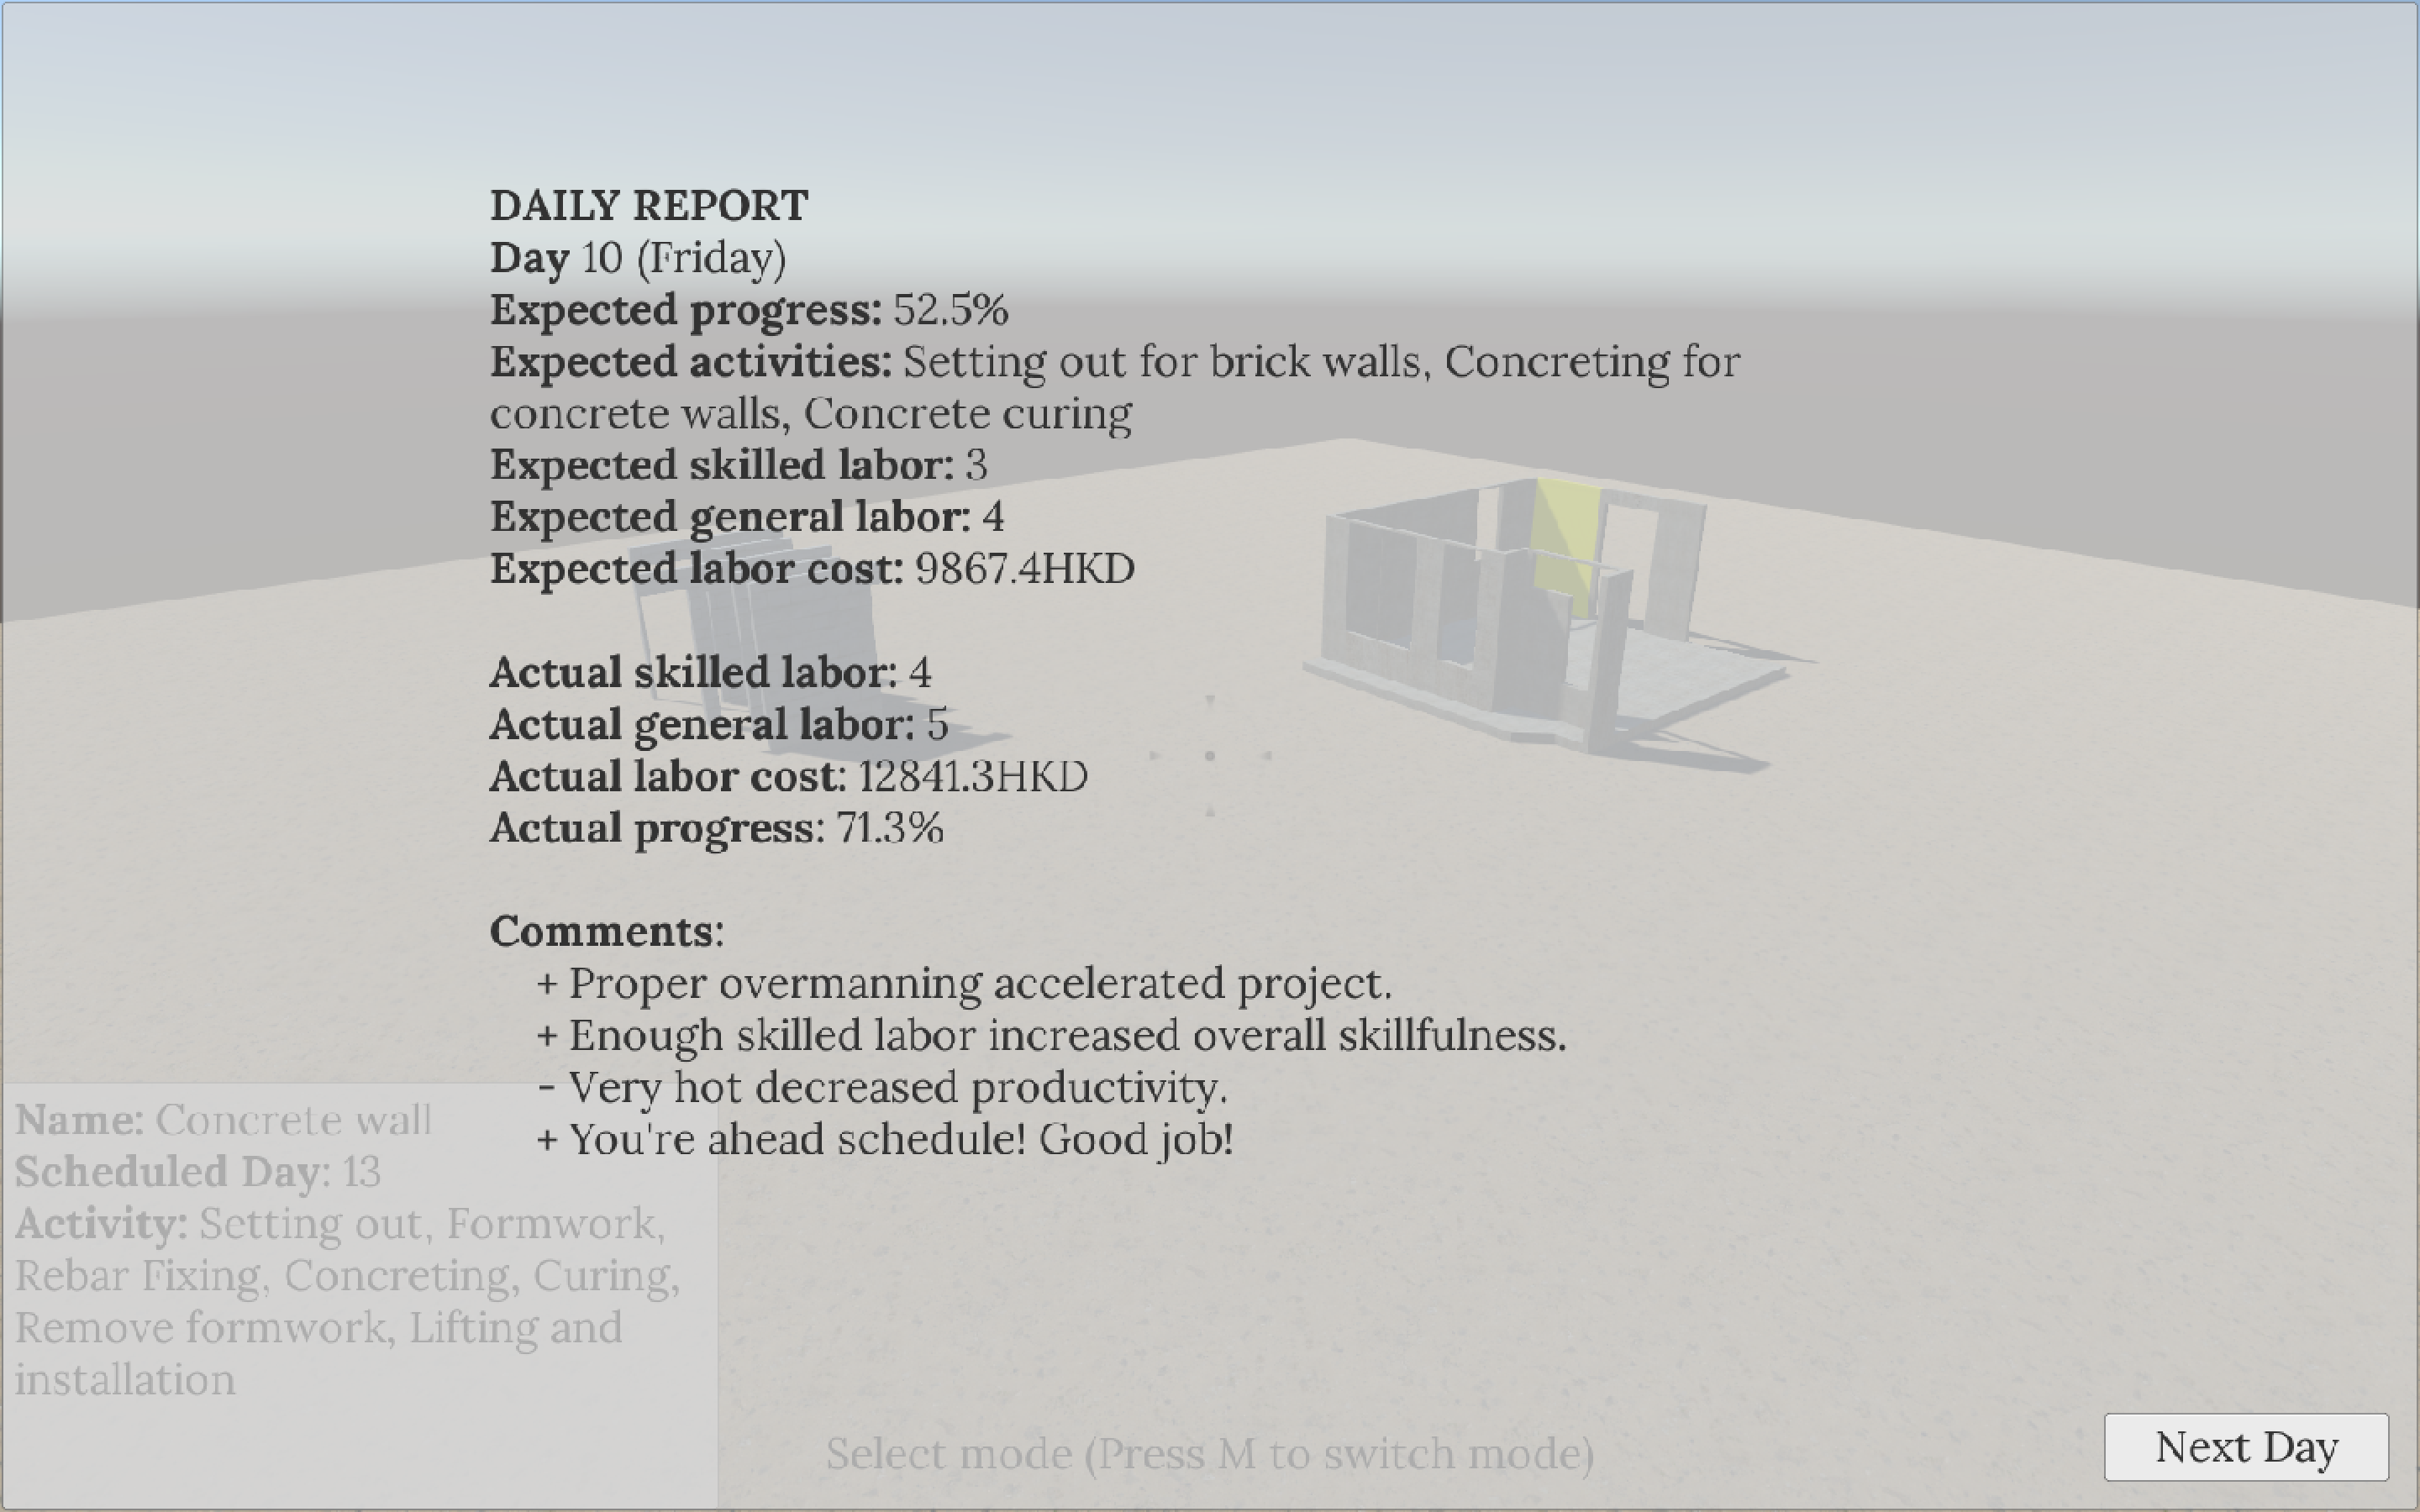 DAILY REPORT
Day 10 (Friday)
Expected progress: 52.5%
Expected activities: Setting out for brick walls, Concreting for
concrete walls, Concrete curing
Expected skilled labor: 3
Expected general labor: 4
Expected labor cost: 9867.4HKD
Actual skilled labor: 4
Actual general labor: 5
Actual labor cost: 12841.3HKD
Actual progress: 71.3%
Comments:
+ Proper overmanning accelerated project.
+ Enough skilled labor increased overall skillfulness.
- Very hot decreased productivity.
+ You're ahead schedule! Good job!
Name: Concrete wall
Scheduled Day: 13
Activity: Setting out, Formwork,
Rebar Fixing, Concreting, Curing,
Remove formwork, Lifting and
installation
Select mode (Press M to switch mode)
Next Day